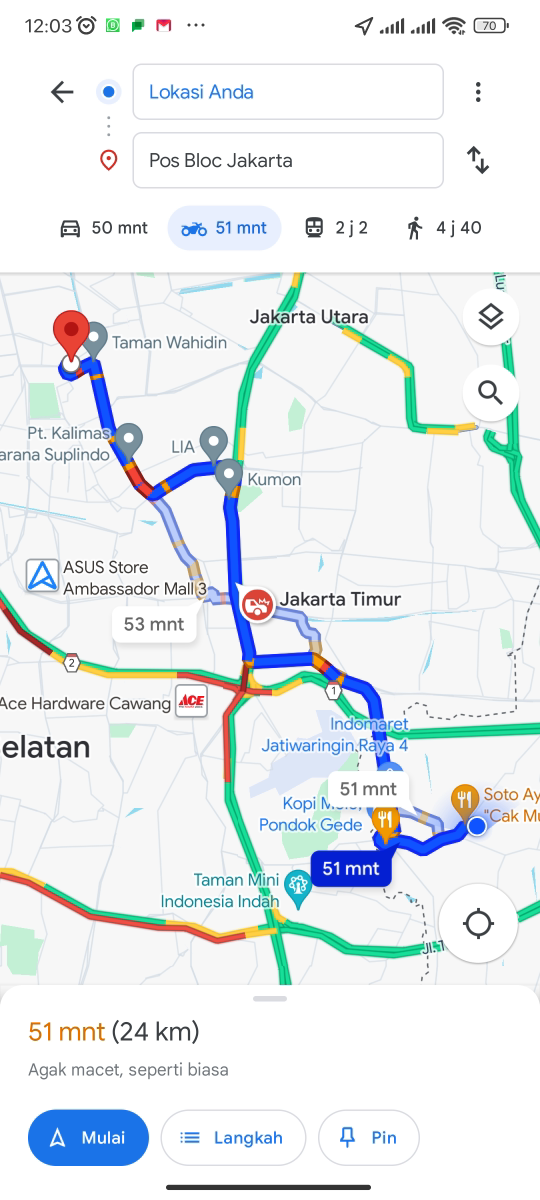 12:03
70
Lokasi Anda
Pos Bloc Jakarta
50 mnt
51 mnt
2 j 2
4 j 40
Jakarta Utara
Taman Wahidin
Pt. Kalimas
arana Suplindo
LIA
Kumon
ASUS Store
Ambassador Mall 3
Jakarta Timur
53 mnt
2
1
Ace Hardware Cawang
ACE
elatan
Indomaret
Jatiwaringin Raya 4
51 mnt
Kopi
Pondok Gede
Soto Ay
"Cak Mu
51 mnt
Taman Mini
Indonesia Indah
Jl.
51 mnt (24 km)
Agak macet, seperti biasa
Mulai
Langkah
Pin